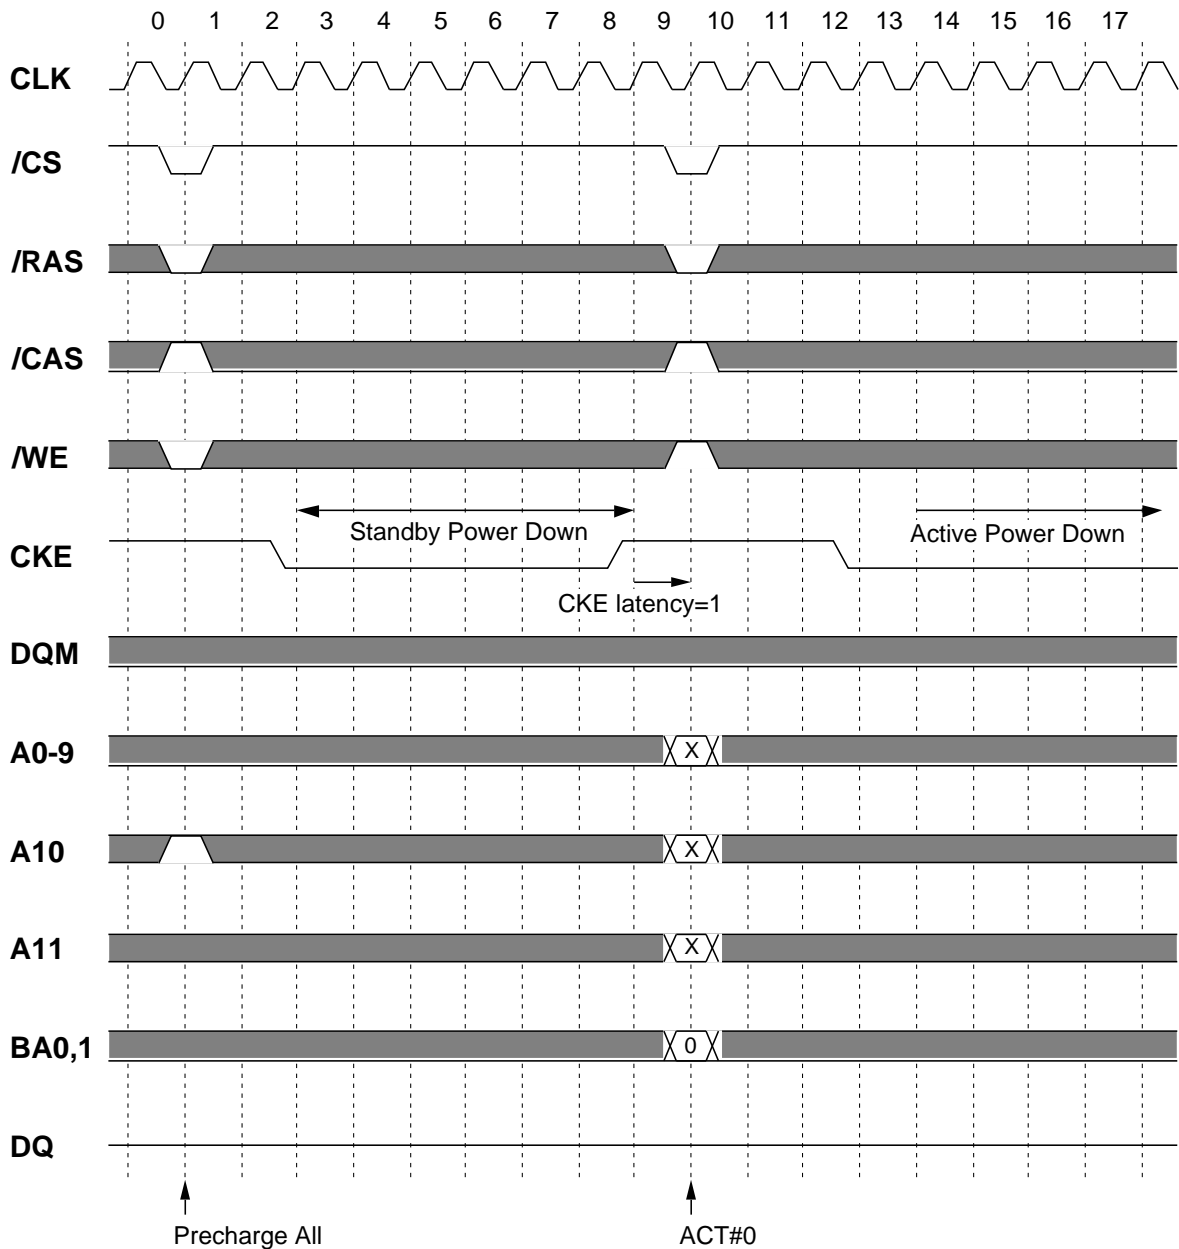 0 1 2 3 4 5 6 7 8 9 10 11 12 13 14 15 16 17
CLK
/CS
/RAS
/CAS
/WE
Standby Power Down Active Power Down
CKE
CKE latency=1
DQM
A0-9 X
A10 X
A11 X
BA0,1 0
DQ
Precharge All ACT#0